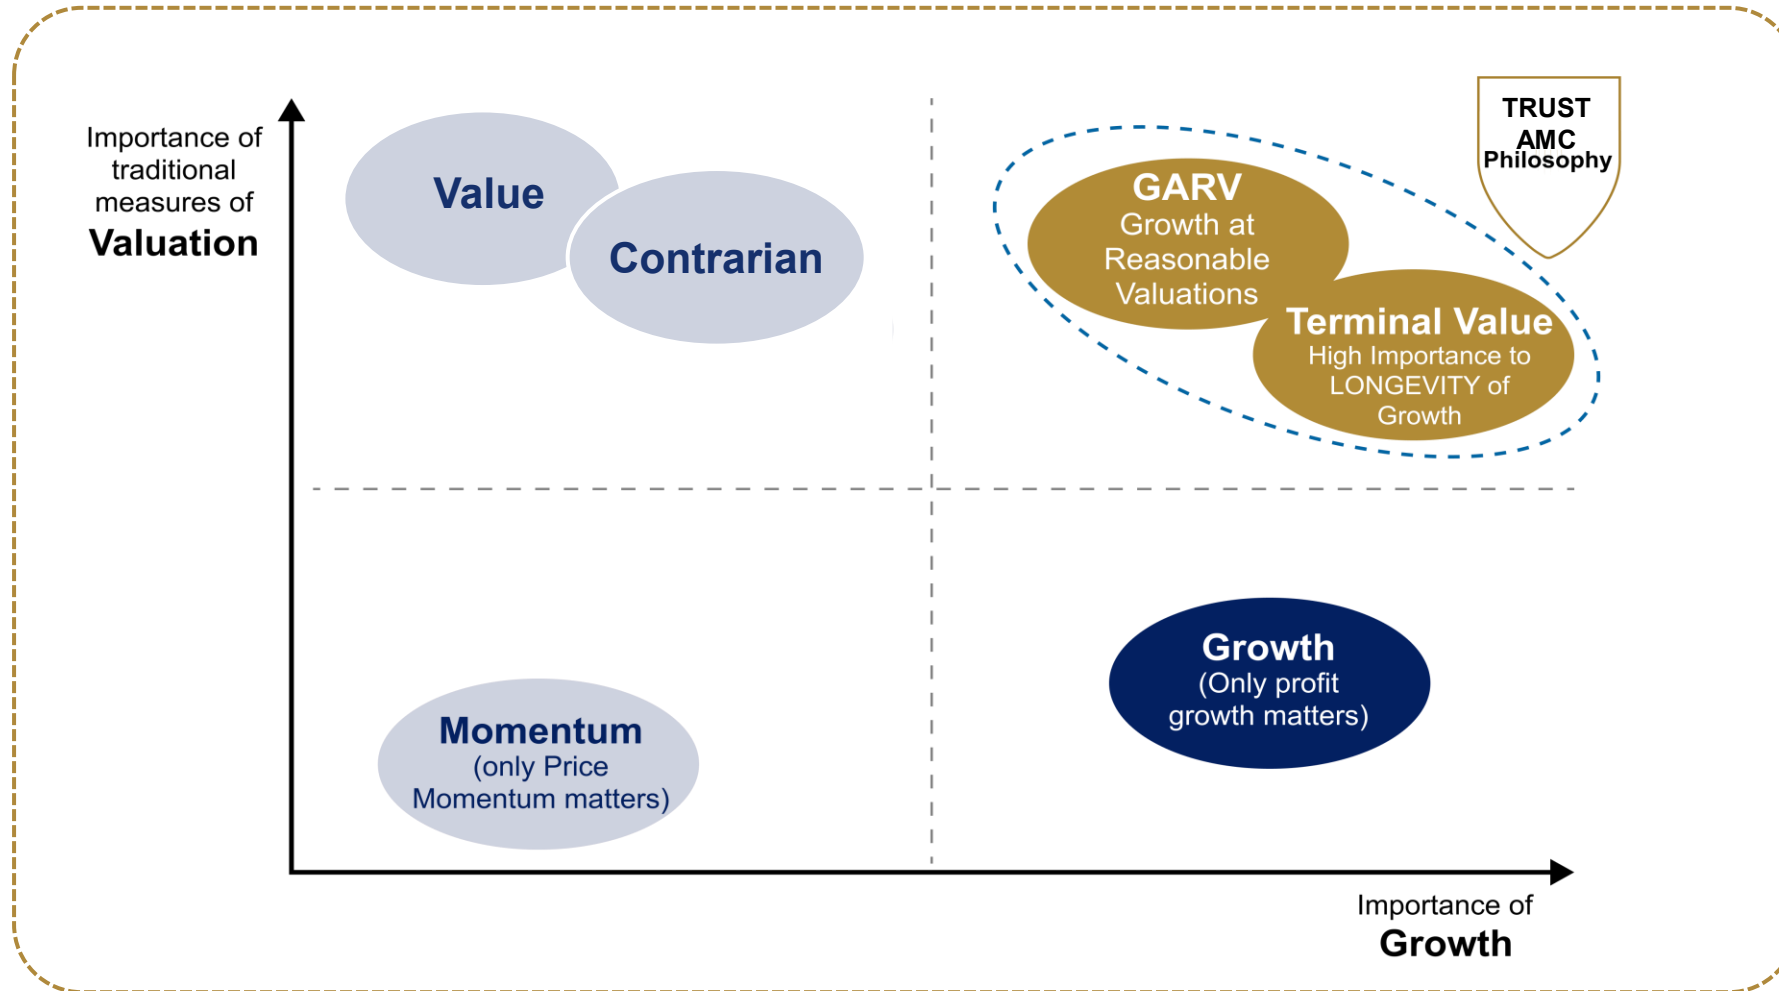 Importance of
traditional
measures of
Valuation
Value
Contrarian
GARV
Growth at
Reasonable
Valuations
Terminal Value
High Importance to
LONGEVITY of
Growth
TRUST
AMC
Philosophy
Momentum
(only Price
Momentum matters)
Growth
(Only profit
growth matters)
Importance of
Growth